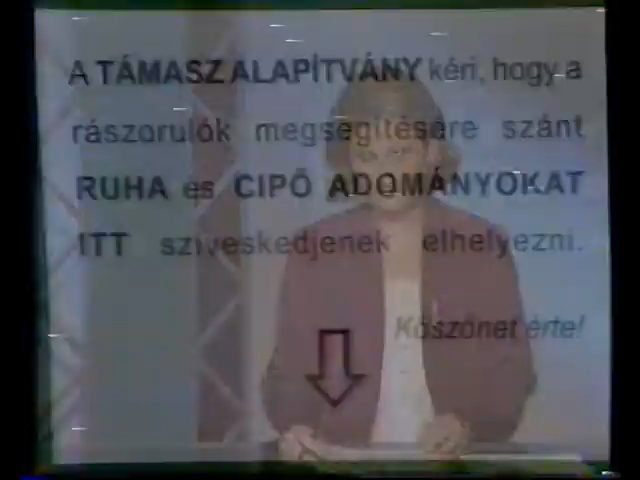 A TÁMASZ ALAPÍTVÁNY kéri, hogy a
rászorulók megsegítésére szánt
RUHA és CIPŐ ADOMÁNYOKAT
ITT szíveskedjenek elhelyezni.
Köszönet érte!